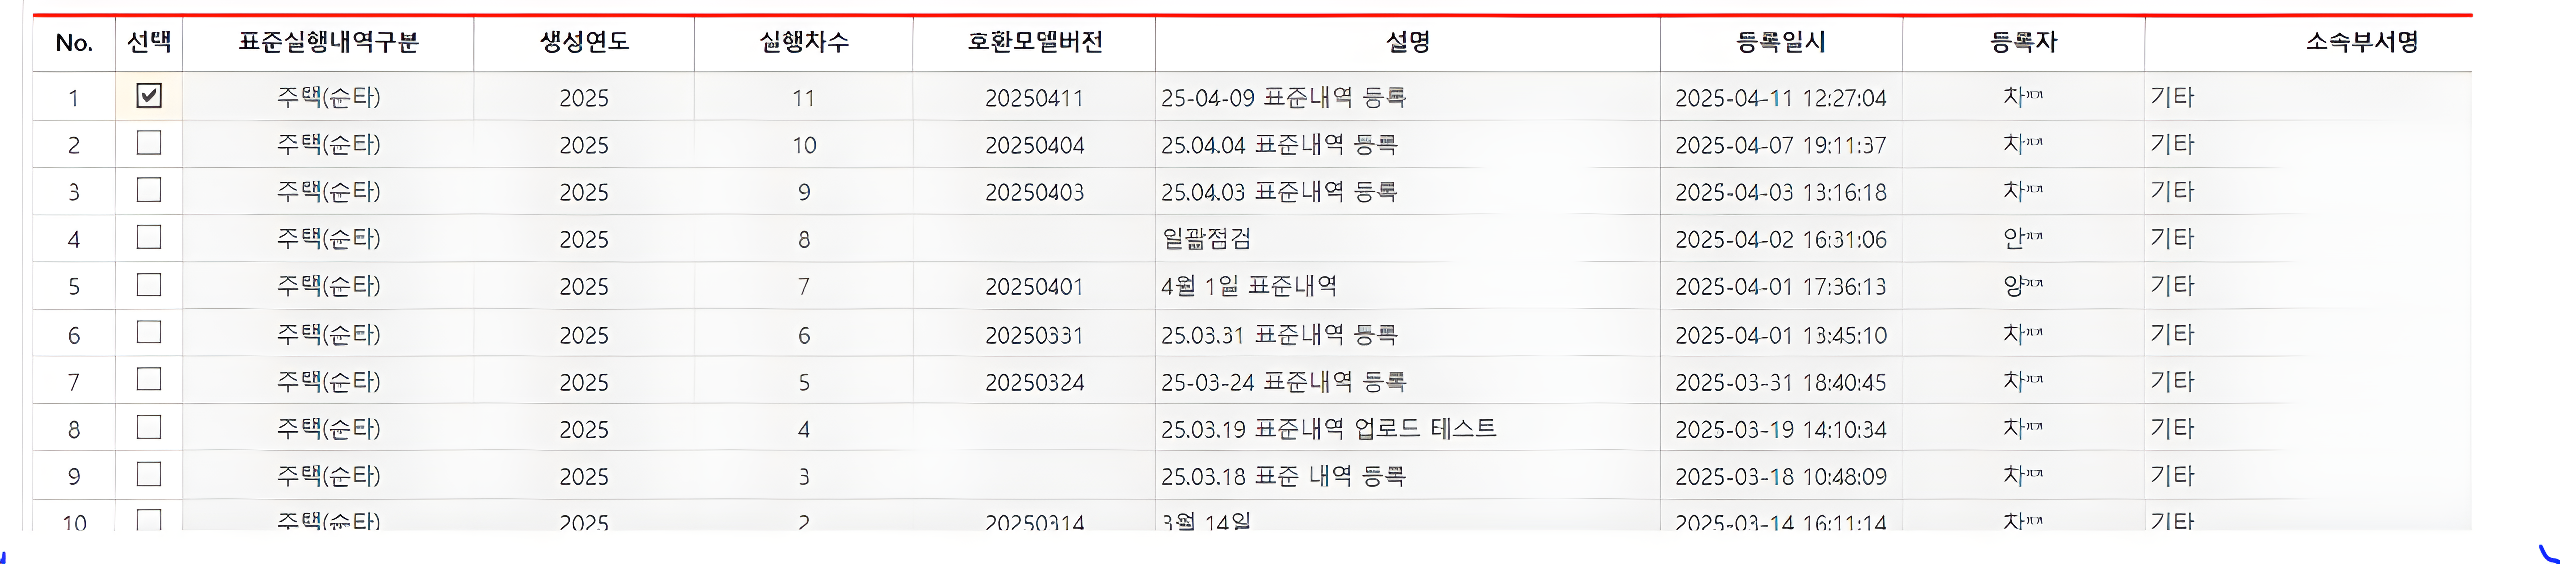 No. 선택 표준실행내역구분 생성연도 실행차수 호환모델버전 설명 등록일시 등록자 소속부서명
1 주택(순타) 2025 11 20250411 25-04-09 표준내역 등록 2025-04-11 12:27:04 차 기타
2 주택(순타) 2025 10 20250404 25.04.04 표준내역 등록 2025-04-07 19:11:37 차 기타
3 주택(순타) 2025 9 20250403 25.04.03 표준내역 등록 2025-04-03 13:16:18 차 기타
4 주택(순타) 2025 8 일괄점검 2025-04-02 16:31:06 안 기타
5 주택(순타) 2025 7 20250401 4월 1일 표준내역 2025-04-01 17:36:13 양 기타
6 주택(순타) 2025 6 20250331 25.03.31 표준내역 등록 2025-04-01 13:45:10 차 기타
7 주택(순타) 2025 5 20250324 25-03-24 표준내역 등록 2025-03-31 18:40:45 차 기타
8 주택(순타) 2025 4 25.03.19 표준내역 업로드 테스트 2025-03-19 14:10:34 차 기타
9 주택(순타) 2025 3 25.03.18 표준 내역 등록 2025-03-18 10:48:09 차 기타
10 주택(순타) 2025 2 20250314 3월 14일 2025-03-14 16:11:14 차 기타